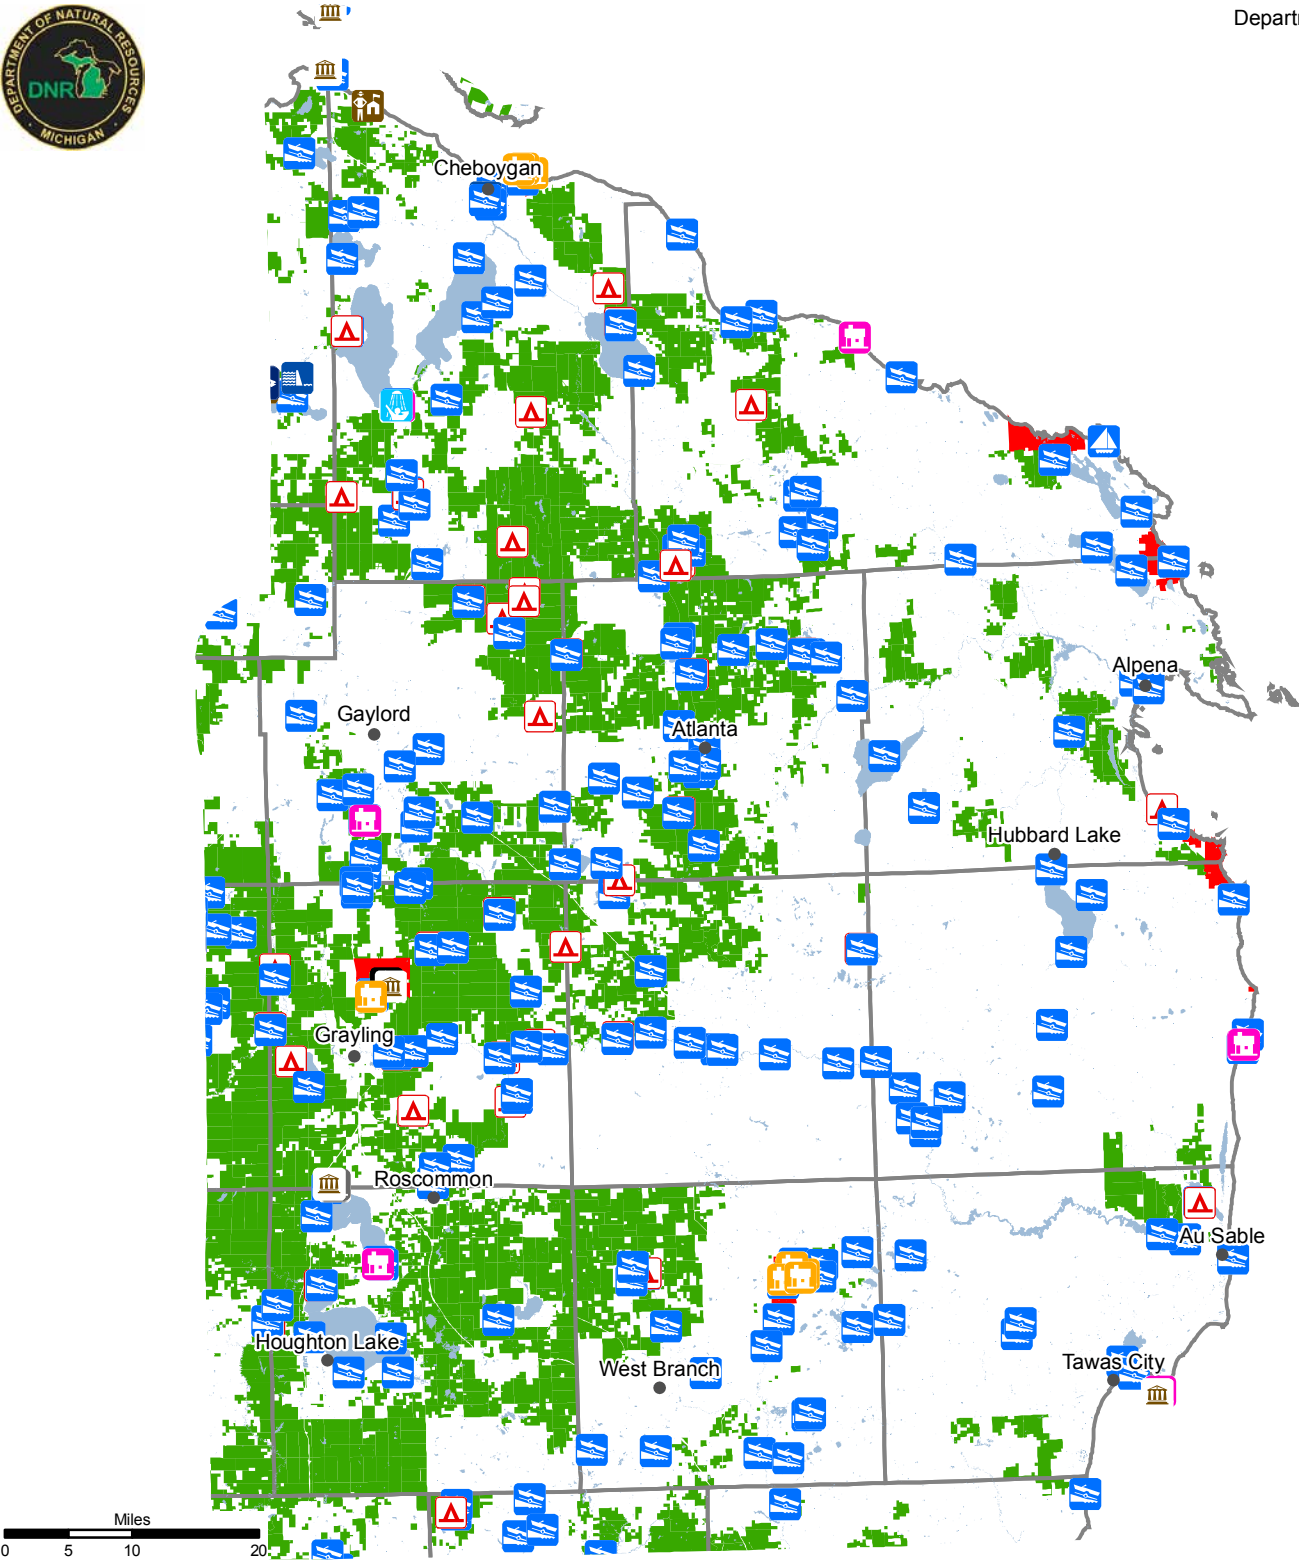 Departm
DEPARTMENT OF NATURAL RESOURCES
DNR
MICHIGAN
Cheboygan
Alpena
Gaylord
Atlanta
Hubbard Lake
Grayling
Roscommon
Au Sable
Houghton Lake
West Branch
Tawas City
Miles
0 5 10 20